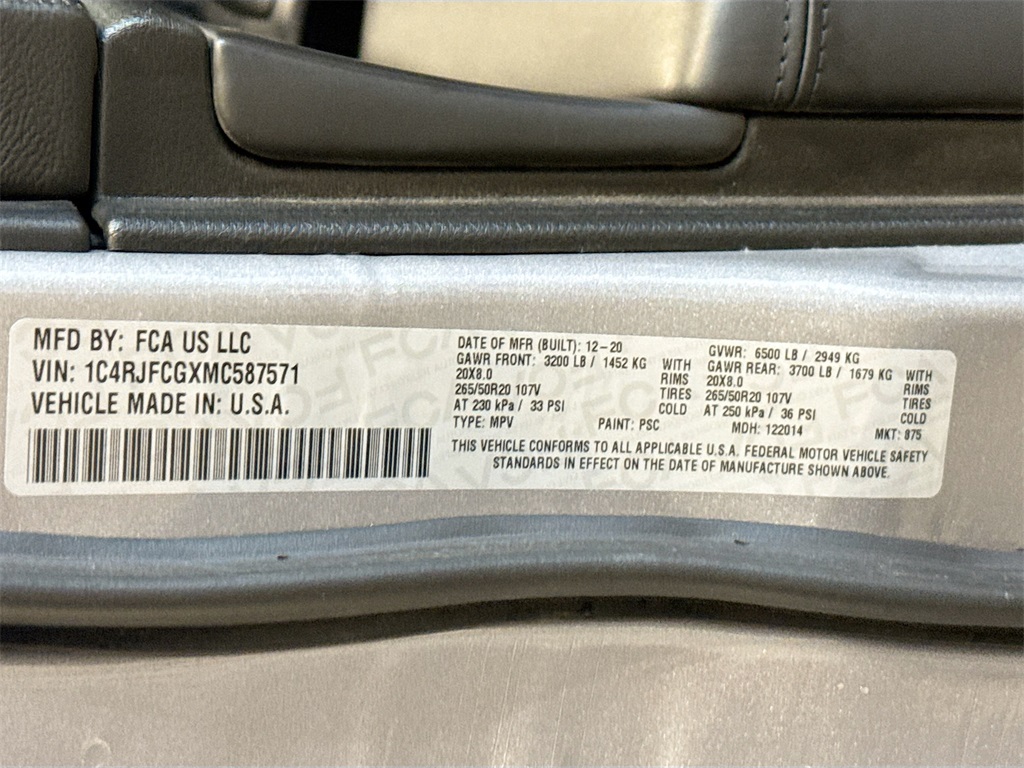 MFD BY: FCA US LLC
VIN: 1C4RJFCGXMC587571
VEHICLE MADE IN: U.S.A.
DATE OF MFR (BUILT): 12-20
GAWR FRONT: 3200 LB / 1452 KG WITH
20X8.0 RIMS
265/50R20 107V TIRES
AT 230 kPa / 33 PSI COLD
TYPE: MPV PAINT: PSC
GVWR: 6500 LB / 2949 KG
GAWR REAR: 3700 LB / 1679 KG WITH
20X8.0 RIMS
265/50R20 107V TIRES
AT 250 kPa / 36 PSI COLD
MDH: 122014 MKT: 875
THIS VEHICLE CONFORMS TO ALL APPLICABLE U.S.A. FEDERAL MOTOR VEHICLE SAFETY
STANDARDS IN EFFECT ON THE DATE OF MANUFACTURE SHOWN ABOVE.